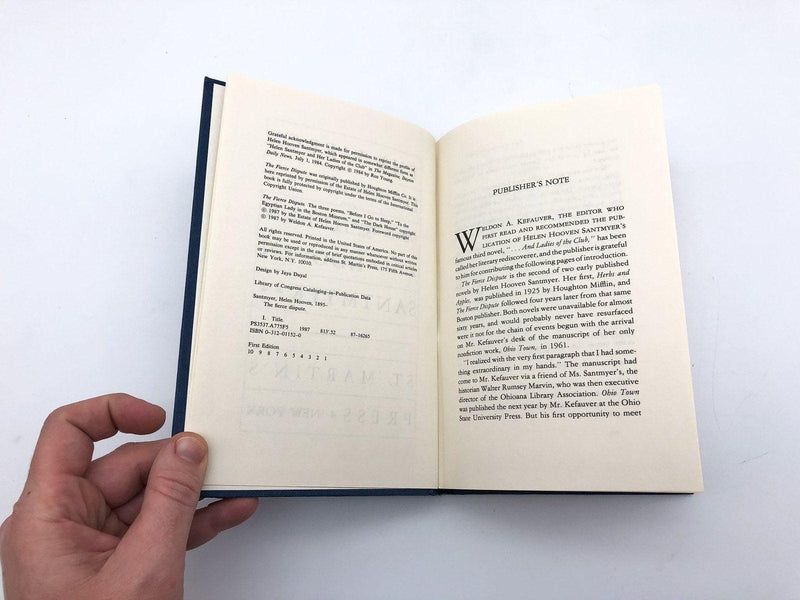 Grateful acknowledgment is made for permission to reprint the profile of
Helen Hooven Santmyer, which appeared in somewhat different form as
"Helen Santmyer and Her Ladies of the Club" in The Magazine, Dayton
Daily News, July 1, 1984. Copyright © 1984 by Roz Young
The Fierce Dispute was originally published by Houghton Mifflin Co. It is
here reprinted by permission of the Estate of Helen Hooven Santmyer. This
book is fully protected by copyright under the terms of the International
Copyright Union.
The Fierce Dispute. The three poems, "Before I Go to Sleep," "To the
Egyptian Lady in the Boston Museum," and "The Dark House" copyright
© 1987 by the Estate of Helen Hooven Santmyer. Foreword copyright
© 1987 by Weldon A. Kefauver.
All rights reserved. Printed in the United States of America. No part of this
book may be used or reproduced in any manner whatsoever without written
permission except in the case of brief quotations embodied in critical articles
or reviews. For information, address St. Martin's Press, 175 Fifth Avenue,
New York, N.Y. 10010.
Design by Jaya Dayal
Library of Congress Cataloging-in-Publication Data
Santmyer, Helen Hooven, 1895-
The fierce dispute.
I. Title.
PS3537.A775F5 1987 813'.52 87-16265
ISBN 0-312-01152-0
First Edition
10 9 8 7 6 5 4 3 2 1
PUBLISHER'S NOTE
WELDON A. KEFAUVER, THE EDITOR WHO
FIRST READ AND RECOMMENDED THE PUB-
LICATION OF HELEN HOOVEN SANTMYER'S
famous third novel, ". . . And Ladies of the Club," has been
called her literary rediscoverer, and the publisher is grateful
to him for contributing the following pages of introduction.
The Fierce Dispute is the second of two early published
novels by Helen Hooven Santmyer. Her first, Herbs and
Apples, was published in 1925 by Houghton Mifflin, and
The Fierce Dispute followed four years later from that same
Boston publisher. Both novels were unavailable for almost
sixty years, and would probably never have resurfaced
were it not for the chain of events begun with the arrival
on Mr. Kefauver's desk of the manuscript of her only
nonfiction work, Ohio Town, in 1961.
"I realized with the very first paragraph that I had some-
thing extraordinary in my hands." The manuscript had
come to Mr. Kefauver via a friend of Ms. Santmyer's, the
historian Walter Rumsey Marvin, who was then executive
director of the Ohioana Library Association. Ohio Town
was published the next year by Mr. Kefauver at the Ohio
State University Press. But his first opportunity to meet